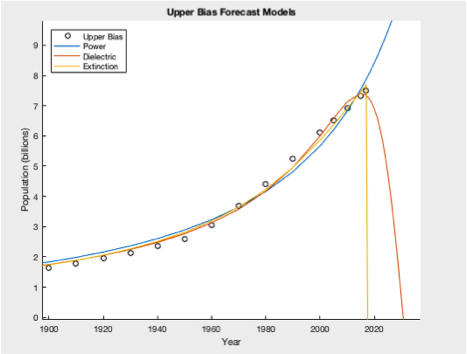 Upper Bias Forecast Models
Upper Bias
Power
Dielectric
Extinction
9
8
7
6
5
4
3
2
1
0
Population (billions)
1900
1920
1940
1960
1980
2000
2020
Year